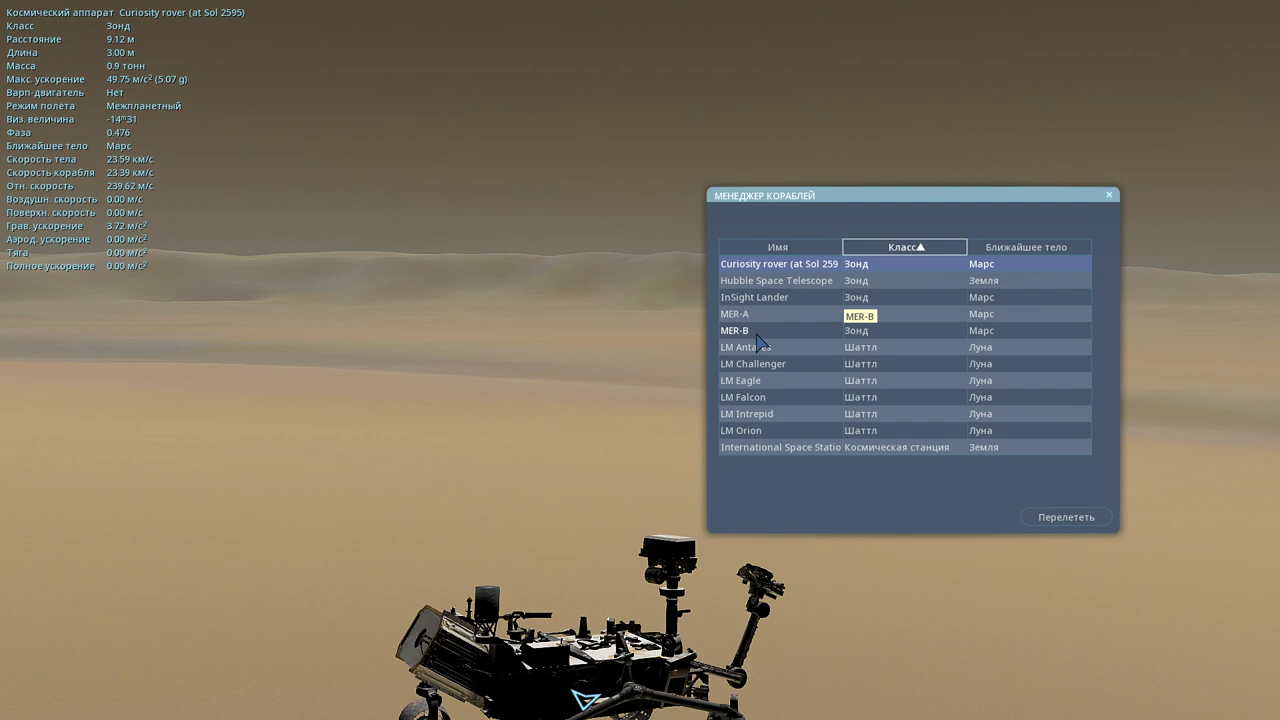 Космический аппарат Curiosity rover (at Sol 2595)
Класс Зонд
Расстояние 9.12 м
Длина 3.00 м
Масса 0.9 тонн
Макс. ускорение 49.75 м/с² (5.07 g)
Варп-двигатель Нет
Режим полёта Межпланетный
Виз. величина -14ᵐ31
Фаза 0.476
Ближайшее тело Марс
Скорость тела 23.59 км/с
Скорость корабля 23.39 км/с
Отн. скорость 239.62 м/с
Воздушн. скорость 0.00 м/с
Поверхн. скорость 0.00 м/с
Грав. ускорение 3.72 м/с²
Аэрод. ускорение 0.00 м/с²
Тяга 0.00 м/с²
Полное ускорение 0.00 м/с²
МЕНЕДЖЕР КОРАБЛЕЙ
Имя Класс▲ Ближайшее тело
Curiosity rover (at Sol 259 Зонд Марс
Hubble Space Telescope Зонд Земля
InSight Lander Зонд Марс
MER-A MER-B Марс
MER-B Зонд Марс
LM Antares Шаттл Луна
LM Challenger Шаттл Луна
LM Eagle Шаттл Луна
LM Falcon Шаттл Луна
LM Intrepid Шаттл Луна
LM Orion Шаттл Луна
International Space Statio Космическая станция Земля
Перелететь